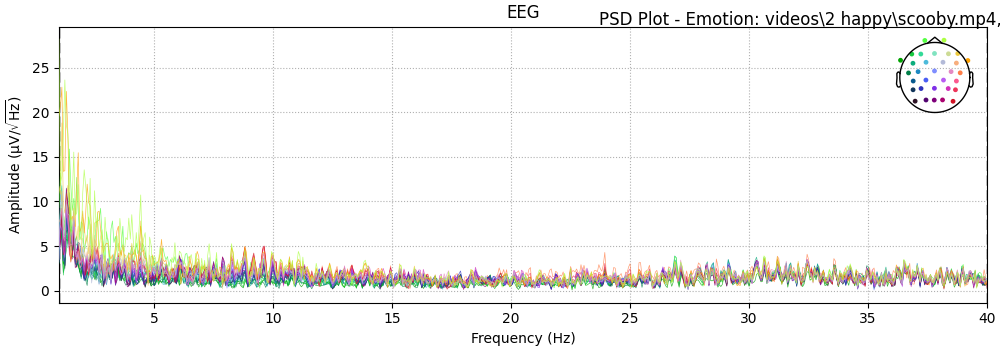 EEG
PSD Plot - Emotion: videos\2 happy\scooby.mp4,
Amplitude (µV/√Hz)
25
20
15
10
5
0
5 10 15 20 25 30 35 40
Frequency (Hz)